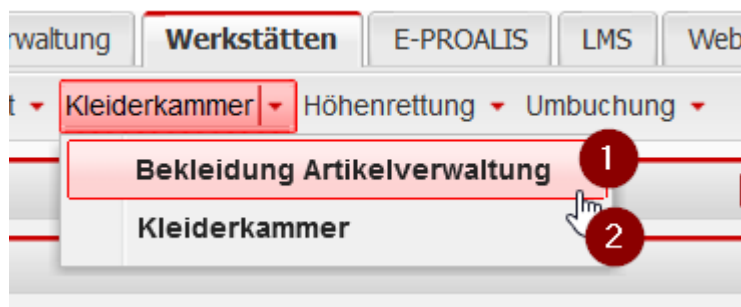 rwaltung Werkstätten E-PROALIS LMS Web
t Kleiderkammer Höhenrettung Umbuchung
Bekleidung Artikelverwaltung 1
Kleiderkammer 2